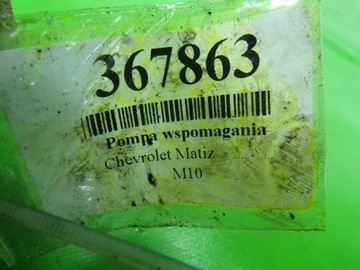 367863
Pompa wspomagania
Chevrolet Matiz
M10